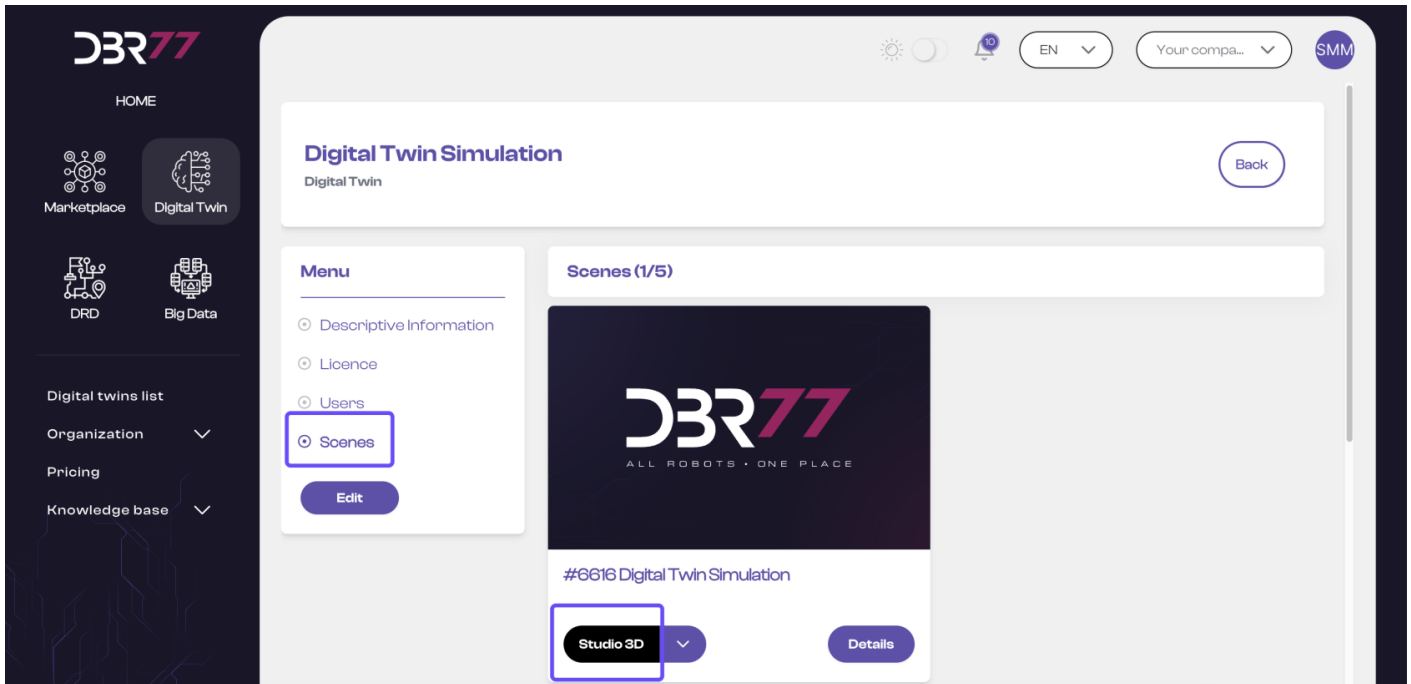 DBR77
HOME
Marketplace
Digital Twin
DRD
Big Data
Digital twins list
Organization
Pricing
Knowledge base
10
EN
Your compa...
SMM
Digital Twin Simulation
Digital Twin
Back
Menu
Descriptive Information
Licence
Users
Scenes
Edit
Scenes (1/5)
DBR77
ALL ROBOTS • ONE PLACE
#6616 Digital Twin Simulation
Studio 3D
Details